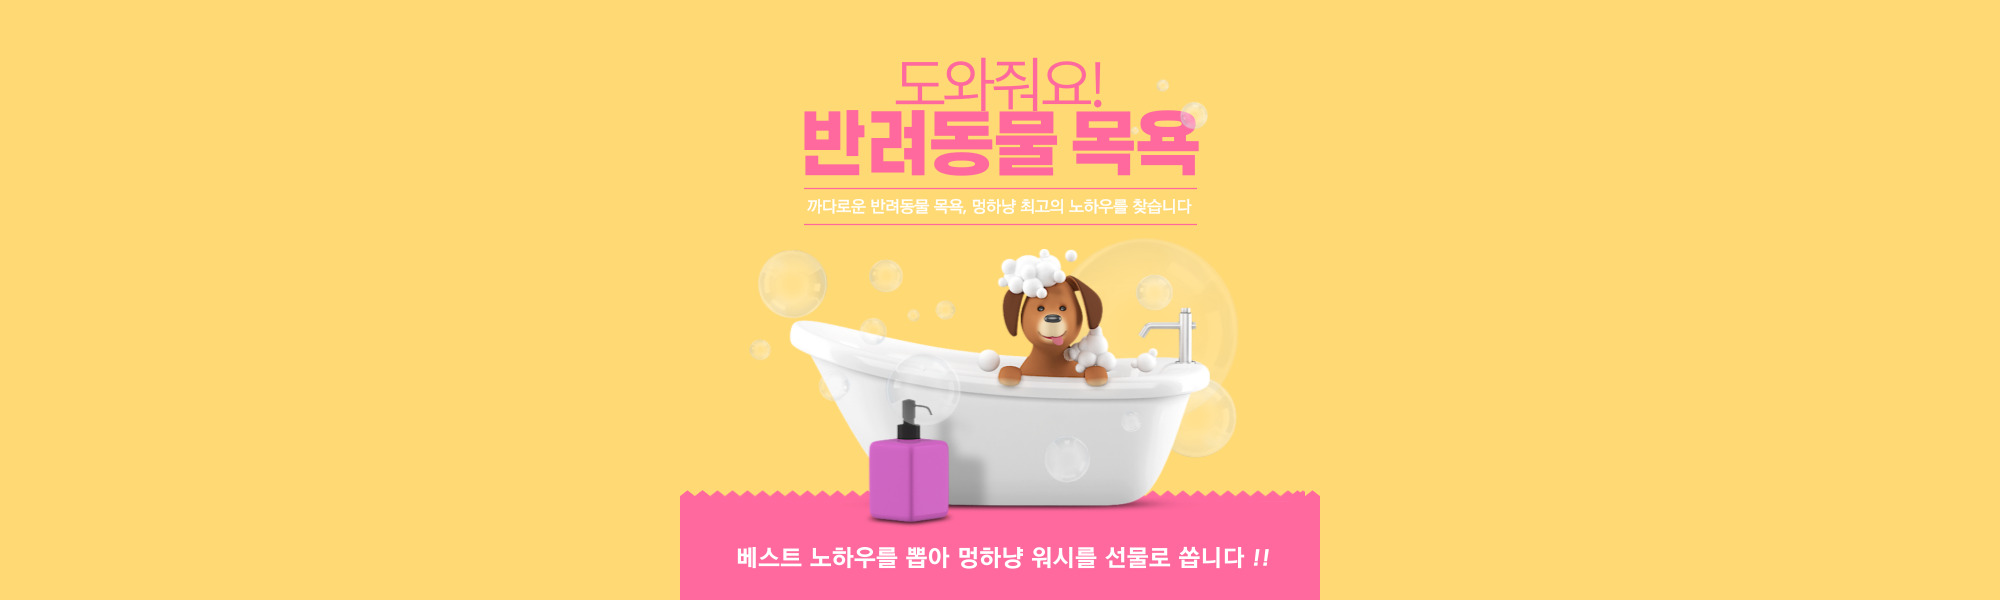 도와줘요!
반려동물 목욕
까다로운 반려동물 목욕, 멍하냥 최고의 노하우를 찾습니다
베스트 노하우를 뽑아 멍하냥 워시를 선물로 쏩니다 !!